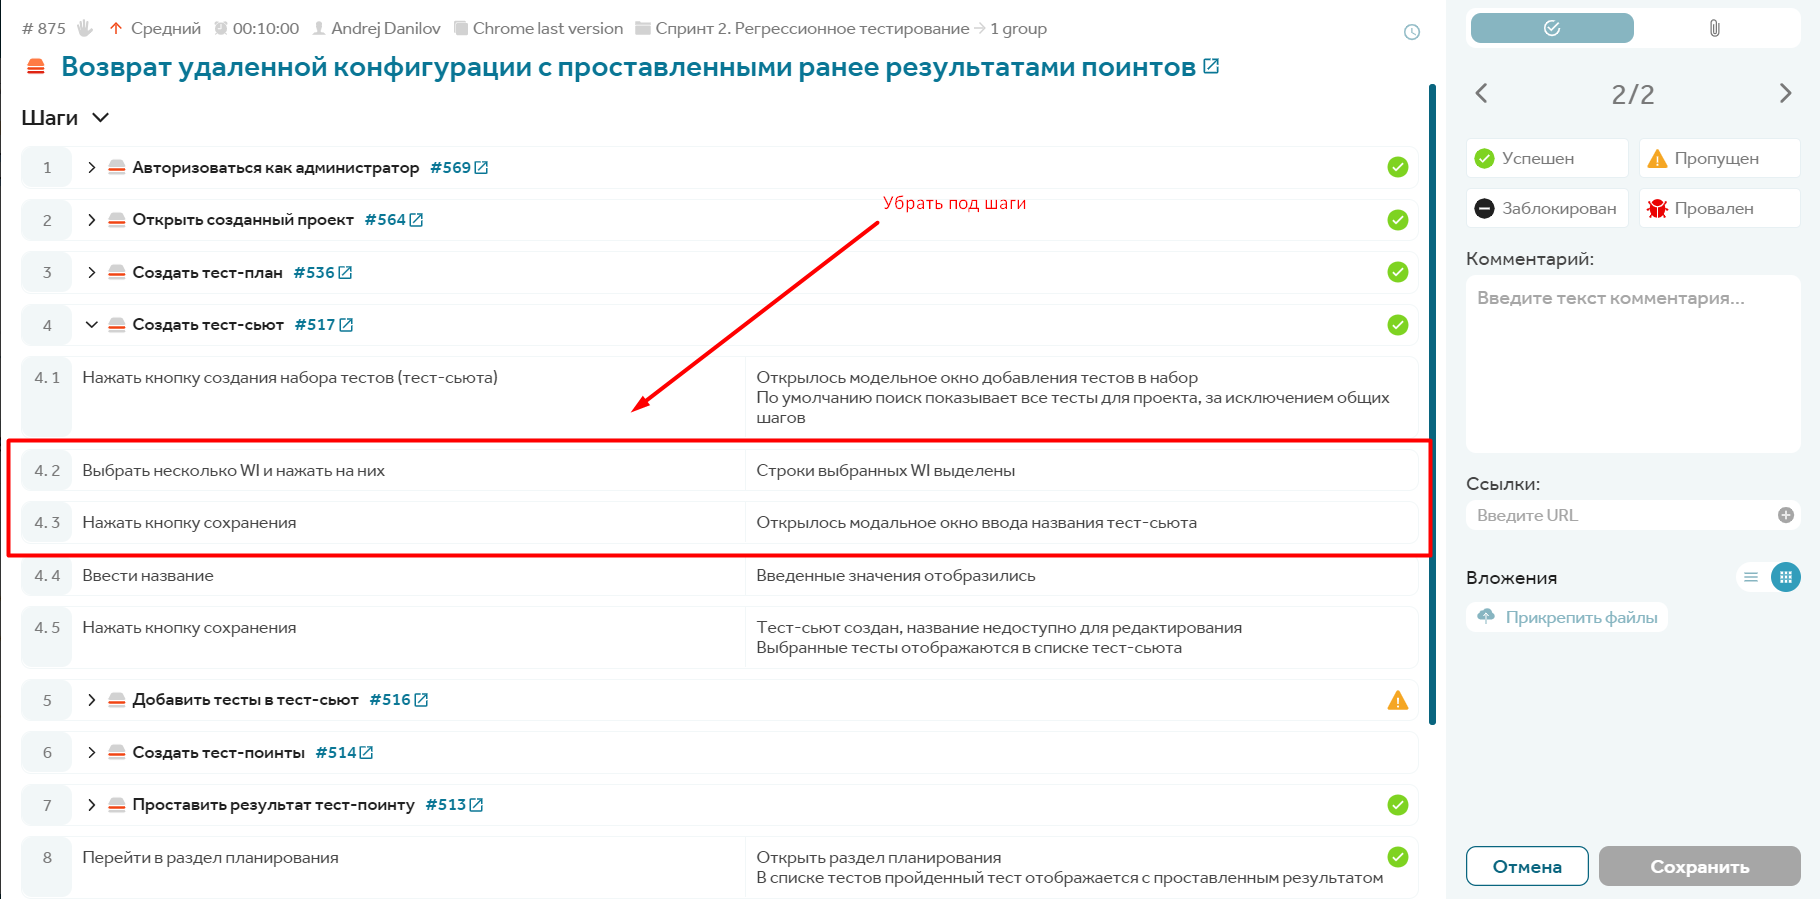 # 875 Средний 00:10:00 Andrej Danilov Chrome last version Спринт 2. Регрессионное тестирование → 1 group
Возврат удаленной конфигурации с проставленными ранее результатами поинтов
Шаги
1 Авторизоваться как администратор #569
Убрать под шаги
2 Открыть созданный проект #564
3 Создать тест-план #536
4 Создать тест-сьют #517
4. 1 Нажать кнопку создания набора тестов (тест-сьюта)
Открылось модельное окно добавления тестов в набор
По умолчанию поиск показывает все тесты для проекта, за исключением общих
шагов
4. 2 Выбрать несколько WI и нажать на них
Строки выбранных WI выделены
4. 3 Нажать кнопку сохранения
Открылось модальное окно ввода названия тест-сьюта
4. 4 Ввести название
Введенные значения отобразились
4. 5 Нажать кнопку сохранения
Тест-сьют создан, название недоступно для редактирования
Выбранные тесты отображаются в списке тест-сьюта
5 Добавить тесты в тест-сьют #516
6 Создать тест-поинты #514
7 Проставить результат тест-поинту #513
8 Перейти в раздел планирования
Открыть раздел планирования
В списке тестов пройденный тест отображается с проставленным результатом
2/2
Успешен
Пропущен
Заблокирован
Провален
Комментарий:
Введите текст комментария...
Ссылки:
Введите URL
Вложения
Прикрепить файлы
Отмена
Сохранить